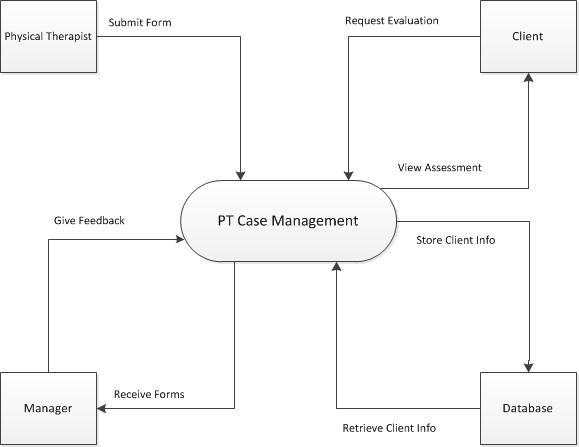 Submit Form
Request Evaluation
Physical Therapist
Client
View Assessment
Give Feedback
PT Case Management
Store Client Info
Receive Forms
Manager
Database
Retrieve Client Info